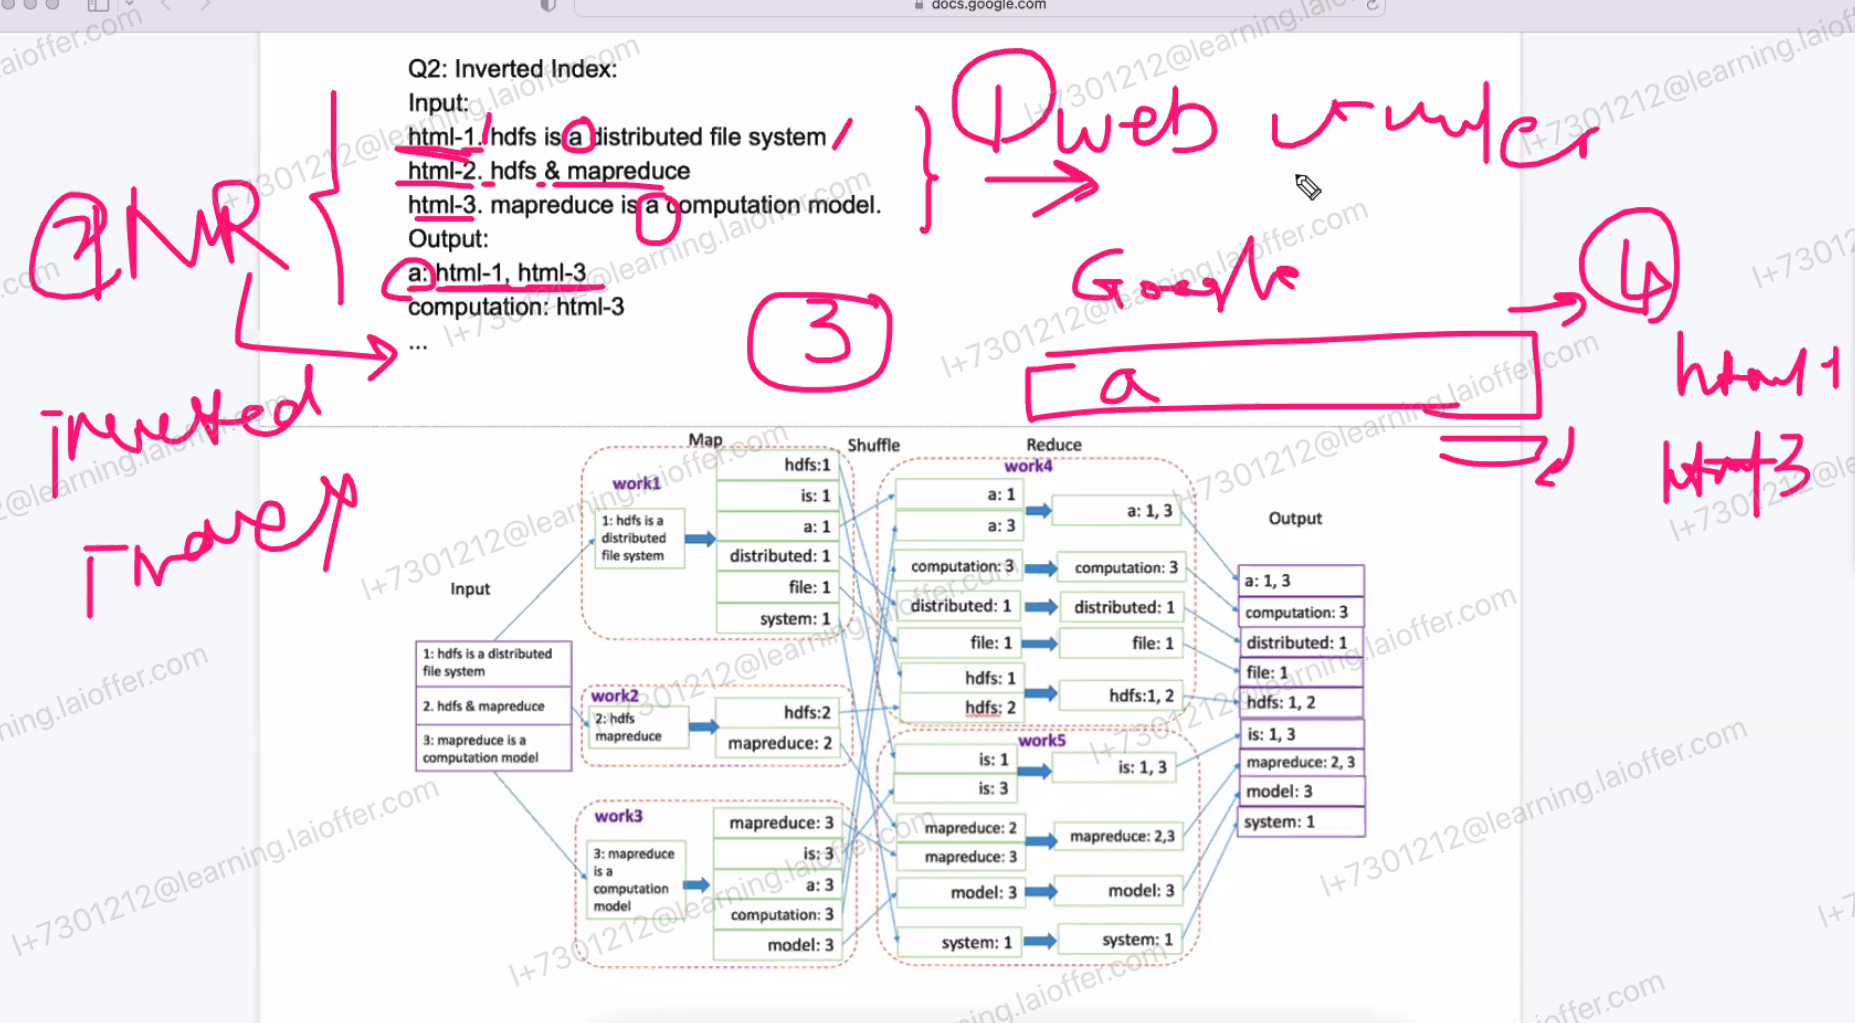 docs.google.com
Q2: Inverted Index:
Input:
html-1. hdfs is a distributed file system
html-2. hdfs & mapreduce
html-3. mapreduce is a computation model.
Output:
a: html-1, html-3
computation: html-3
...
1 web
2 MR
Inverted
Index
3
Google
a
4
html 1
html 3
Map
Shuffle
Reduce
Input
1: hdfs is a distributed
file system
2. hdfs & mapreduce
3: mapreduce is a
computation model
work1
1: hdfs is a
distributed
file system
hdfs:1
is: 1
a: 1
distributed: 1
file: 1
system: 1
work2
2: hdfs
mapreduce
hdfs:2
mapreduce: 2
work3
3: mapreduce
is a
computation
model
mapreduce: 3
is: 3
a: 3
computation: 3
model: 3
work4
a: 1
a: 3
a: 1, 3
computation: 3
computation: 3
distributed: 1
distributed: 1
file: 1
file: 1
hdfs: 1
hdfs: 2
hdfs:1, 2
work5
is: 1
is: 3
is: 1, 3
mapreduce: 2
mapreduce: 3
mapreduce: 2,3
model: 3
model: 3
system: 1
system: 1
Output
a: 1, 3
computation: 3
distributed: 1
file: 1
hdfs: 1, 2
is: 1, 3
mapreduce: 2, 3
model: 3
system: 1
l+7301212@learning.laioffer.com